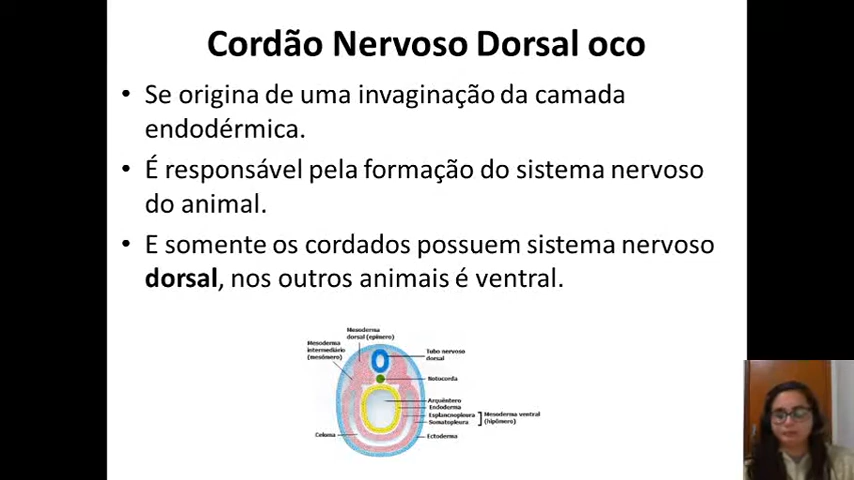 Cordão Nervoso Dorsal oco
• Se origina de uma invaginação da camada
endodérmica.
• É responsável pela formação do sistema nervoso
do animal.
• E somente os cordados possuem sistema nervoso
dorsal, nos outros animais é ventral.
Mesoderma
dorsal (epímero)
Mesoderma
intermediário
(mesômero)
Tubo nervoso
dorsal
Notocorda
Arquêntero
Endoderma
Esplancnopleura
Somatopleura
Mesoderma ventral
(hipômero)
Celoma
Ectoderma